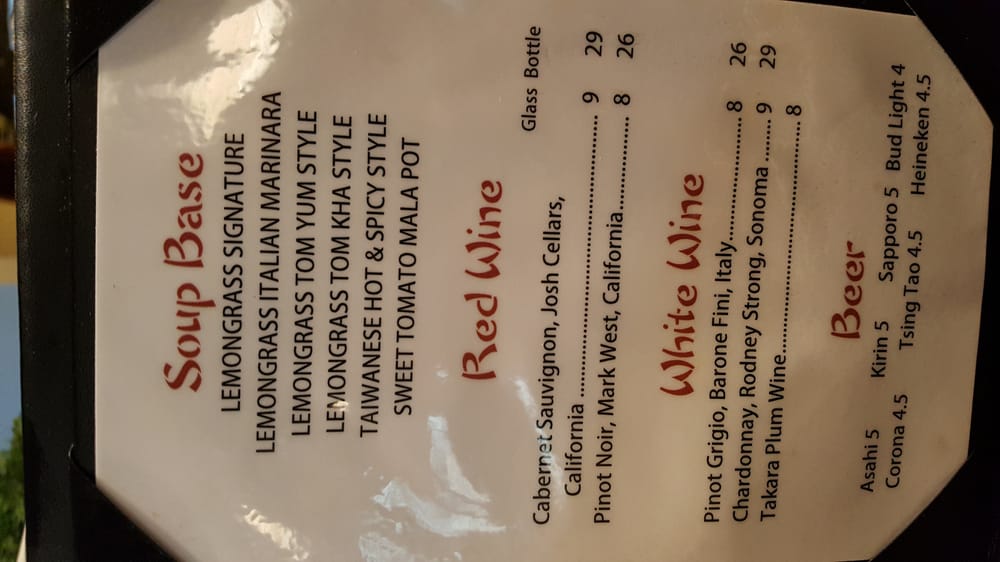 Soup Base
LEMONGRASS SIGNATURE
LEMONGRASS ITALIAN MARINARA
LEMONGRASS TOM YUM STYLE
LEMONGRASS TOM KHA STYLE
TAIWANESE HOT & SPICY STYLE
SWEET TOMATO MALA POT
Red Wine
Glass Bottle
Cabernet Sauvignon, Josh Cellars,
California ........................................................ 9 29
Pinot Noir, Mark West, California.................... 8 26
White Wine
Pinot Grigio, Barone Fini, Italy........................ 8 26
Chardonnay, Rodney Strong, Sonoma ........ 9 29
Takara Plum Wine................................................8
Beer
Asahi 5 Kirin 5 Sapporo 5 Bud Light 4
Corona 4.5 Tsing Tao 4.5 Heineken 4.5